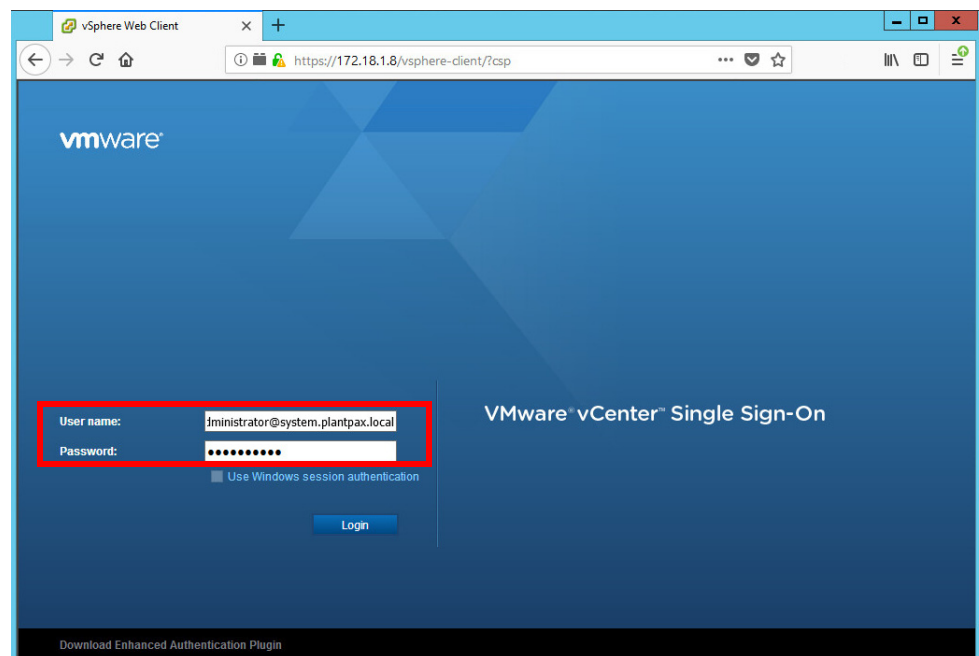 vSphere Web Client
https://172.18.1.8/vsphere-client/?csp
vmware®
User name:
dministrator@system.plantpax.local
VMware® vCenter™ Single Sign-On
Password:
••••••••••
Use Windows session authentication
Login
Download Enhanced Authentication Plugin